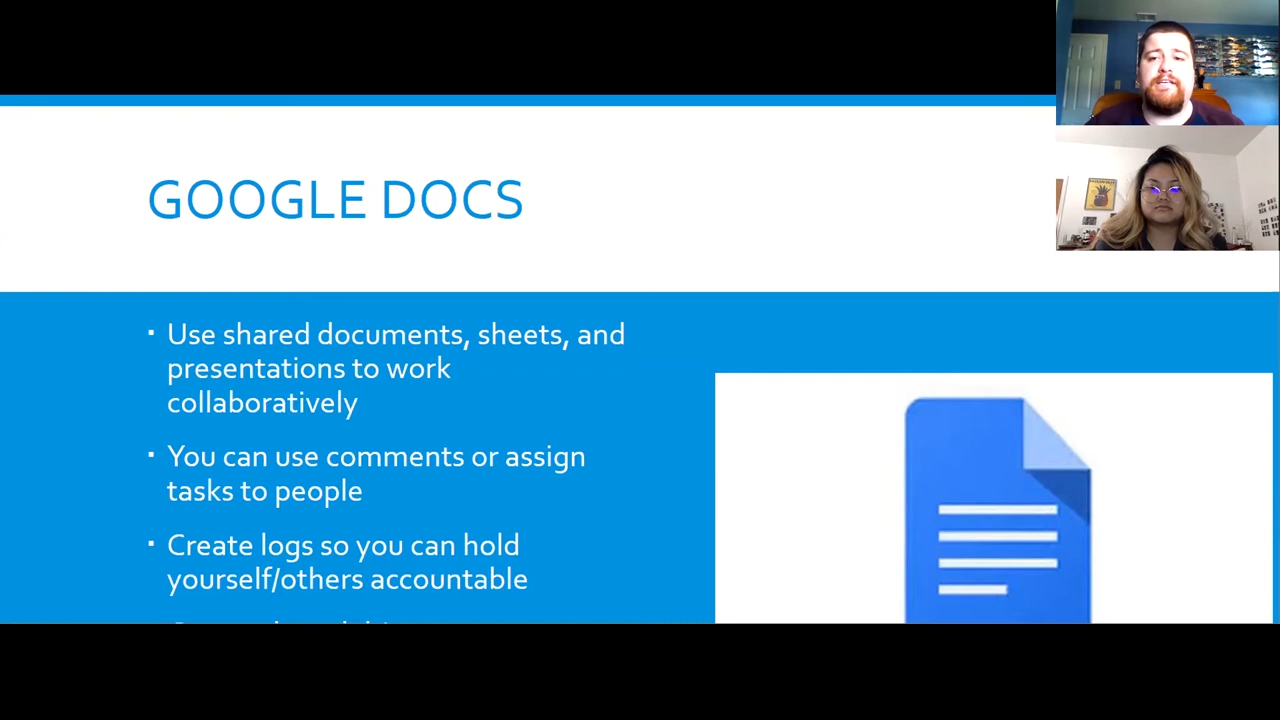 GOOGLE DOCS
▪ Use shared documents, sheets, and
presentations to work
collaboratively
▪ You can use comments or assign
tasks to people
▪ Create logs so you can hold
yourself/others accountable